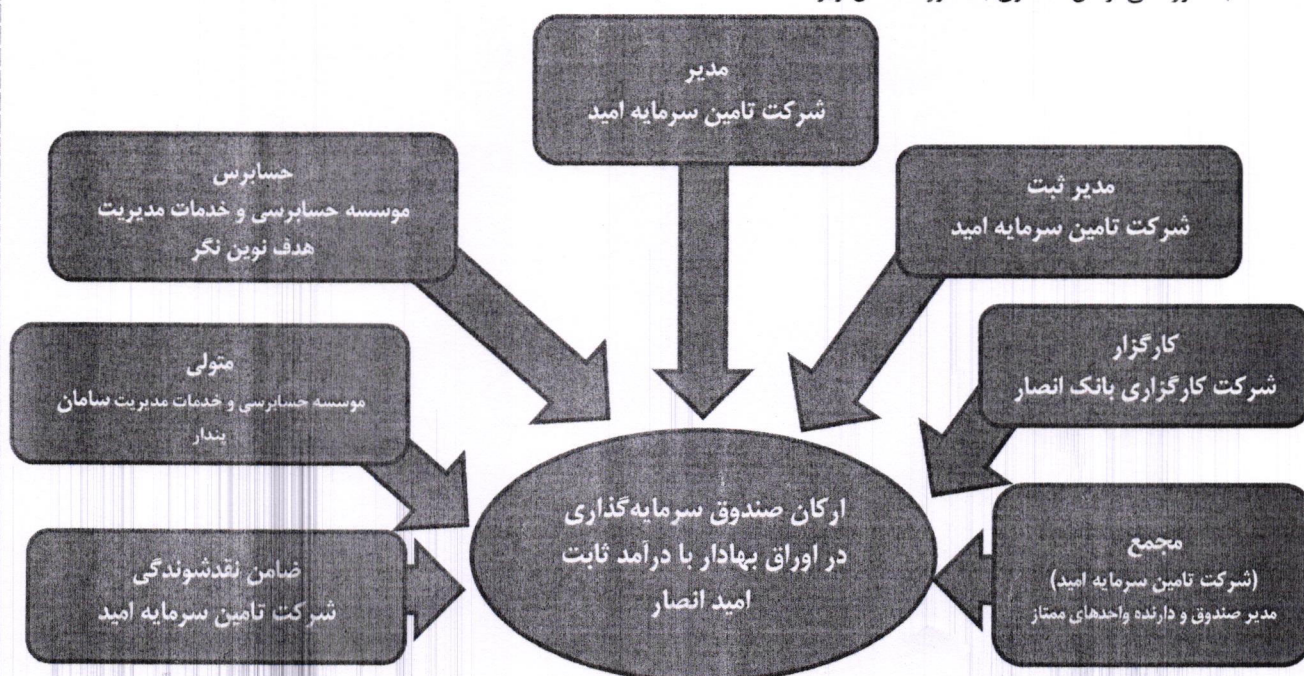 مدیر
شرکت تامین سرمایه امید
مدیر ثبت
شرکت تامین سرمایه امید
حسابرس
موسسه حسابرسی و خدمات مدیریت
هدف نوین نگر
کارگزار
شرکت کارگزاری بانک انصار
متولی
موسسه حسابرسی و خدمات مدیریت سامان
پندار
مجمع
(شرکت تامین سرمایه امید)
مدیر صندوق و دارنده واحدهای ممتاز
ضامن نقدشوندگی
شرکت تامین سرمایه امید
ارکان صندوق سرمایه‌گذاری
در اوراق بهادار با درآمد ثابت
امید انصار